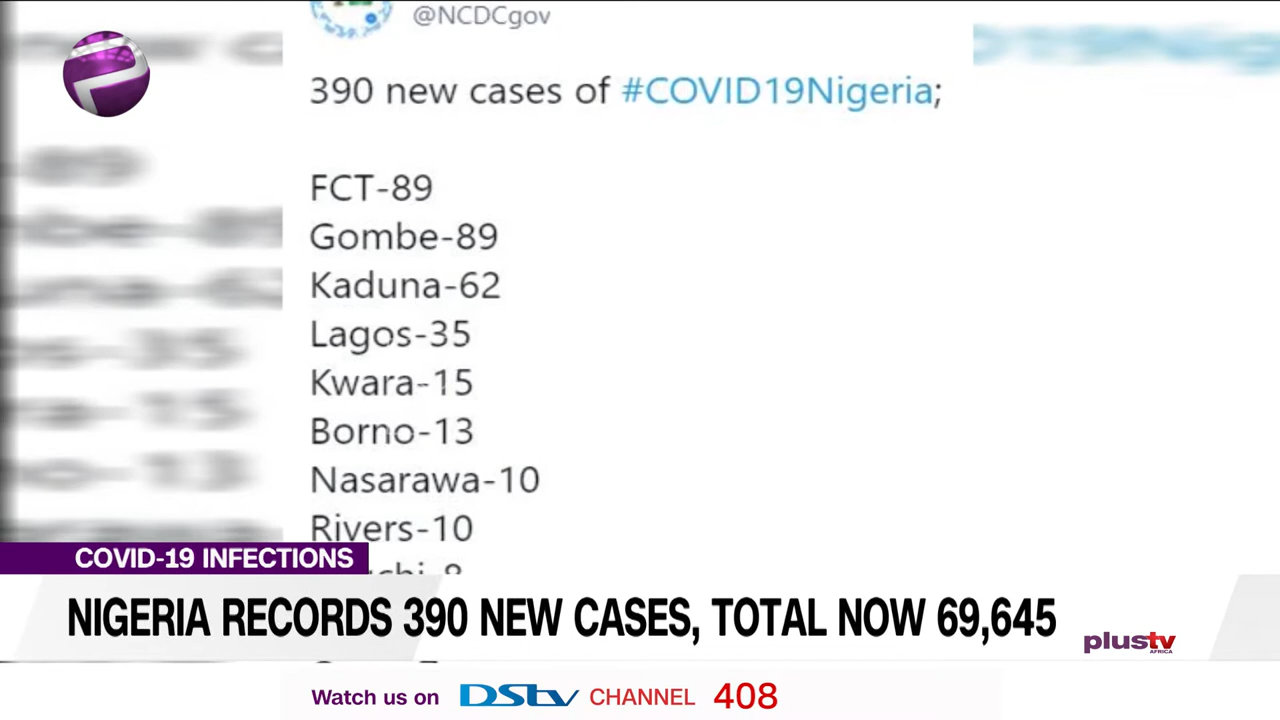 @NCDCgov
390 new cases of #COVID19Nigeria;
FCT-89
Gombe-89
Kaduna-62
Lagos-35
Kwara-15
Borno-13
Nasarawa-10
Rivers-10
COVID-19 INFECTIONS
NIGERIA RECORDS 390 NEW CASES, TOTAL NOW 69,645
plustv
AFRICA
Watch us on DStv CHANNEL 408